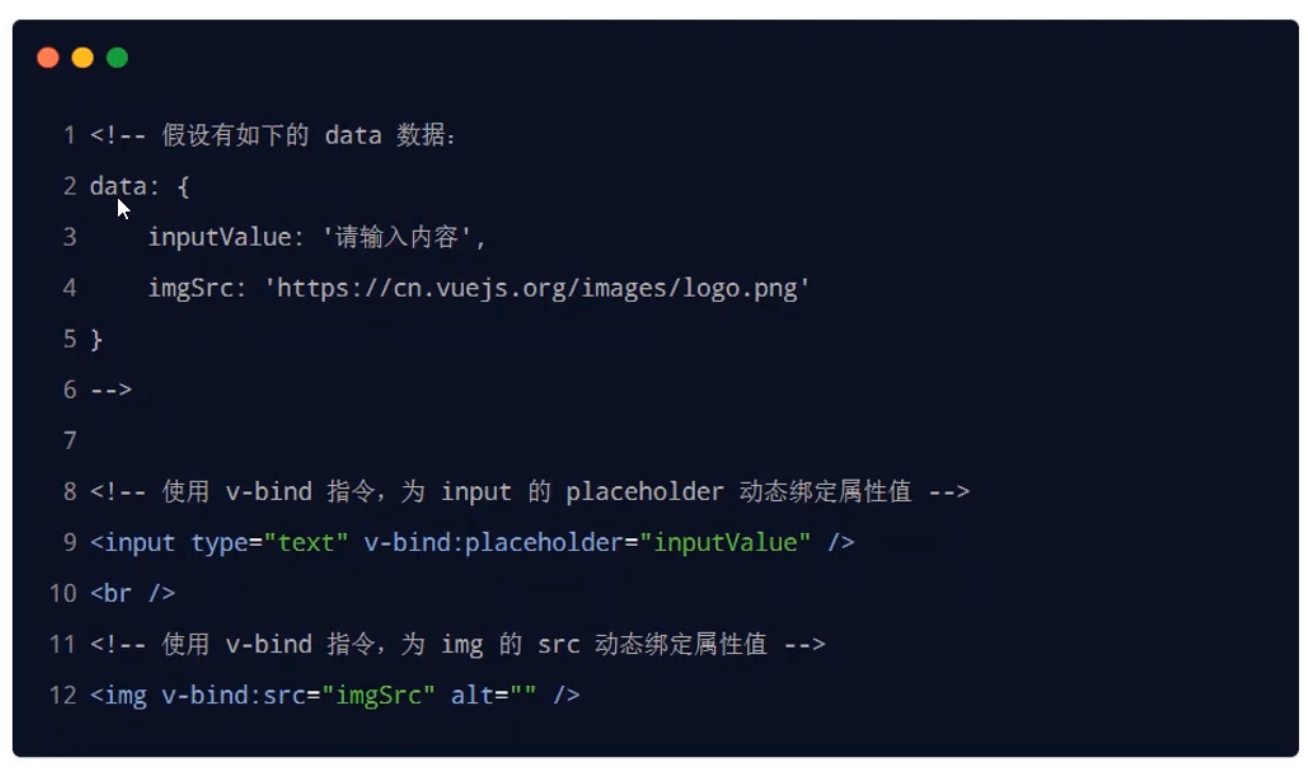 1 <!-- 假设有如下的 data 数据：
2 data: {
3     inputValue: '请输入内容',
4     imgSrc: 'https://cn.vuejs.org/images/logo.png'
5 }
6 -->
7
8 <!-- 使用 v-bind 指令，为 input 的 placeholder 动态绑定属性值 -->
9 <input type="text" v-bind:placeholder="inputValue" />
10 <br />
11 <!-- 使用 v-bind 指令，为 img 的 src 动态绑定属性值 -->
12 <img v-bind:src="imgSrc" alt="" />